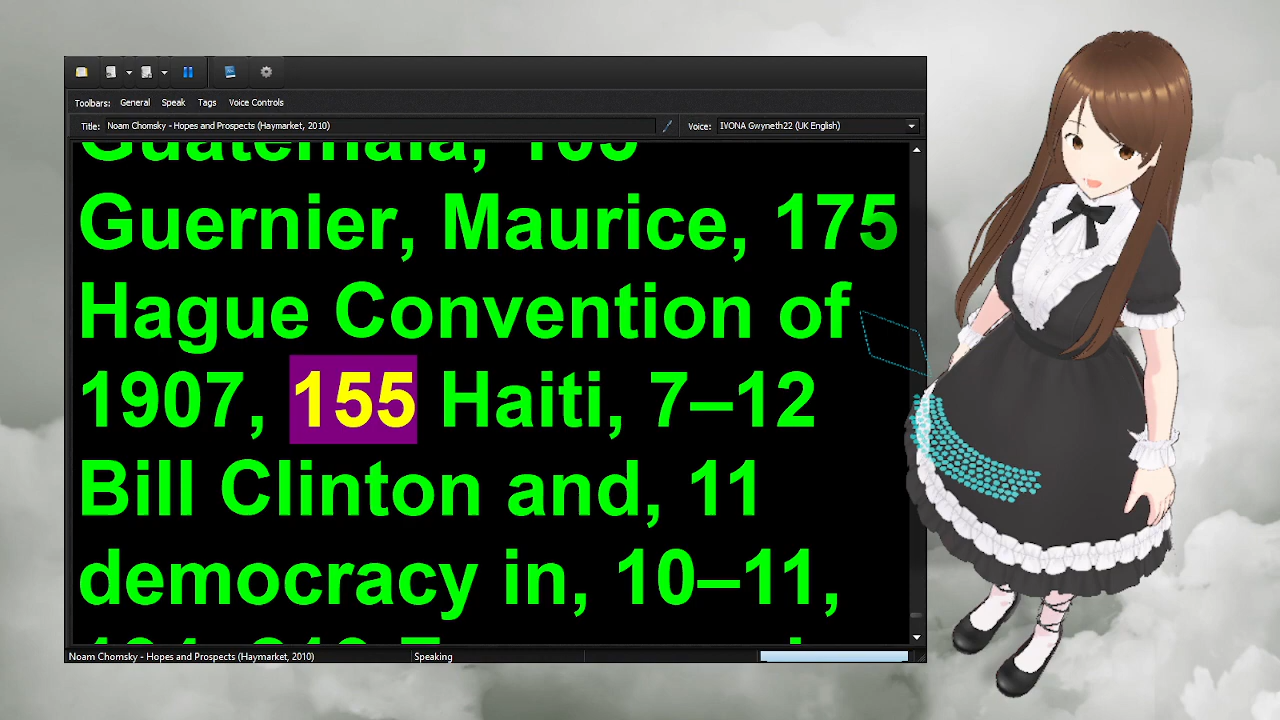 Toolbars: General Speak Tags Voice Controls
Title: Noam Chomsky - Hopes and Prospects (Haymarket, 2010) Voice: IVONA Gwyneth22 (UK English)
Guatemala, 105
Guernier, Maurice, 175
Hague Convention of
1907, 155 Haiti, 7–12
Bill Clinton and, 11
democracy in, 10–11,
Noam Chomsky - Hopes and Prospects (Haymarket, 2010) Speaking